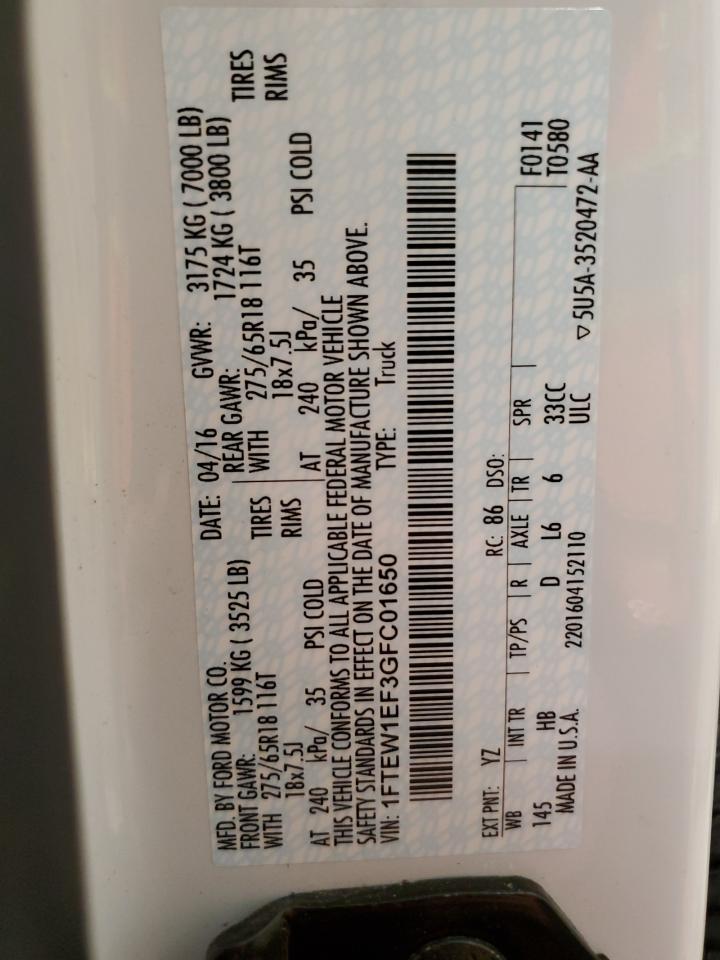 MFD. BY FORD MOTOR CO. DATE: 04/16 GVWR: 3175 KG ( 7000 LB)
FRONT GAWR: 1599 KG ( 3525 LB) REAR GAWR: 1724 KG ( 3800 LB)
WITH 275/65R18 116T TIRES WITH 275/65R18 116T TIRES
18x7.5J RIMS 18x7.5J RIMS
AT 240 kPa/ 35 PSI COLD AT 240 kPa/ 35 PSI COLD
THIS VEHICLE CONFORMS TO ALL APPLICABLE FEDERAL MOTOR VEHICLE
SAFETY STANDARDS IN EFFECT ON THE DATE OF MANUFACTURE SHOWN ABOVE.
VIN: 1FTEW1EF3GFC01650 TYPE: Truck
EXT PNT: YZ RC: 86 DSO:
WB INT TR TP/PS R AXLE TR SPR F0141
T0580
145 HB D L6 6 33CC
ULC
MADE IN U.S.A. 2201604152110 ▽5U5A-3520472-AA